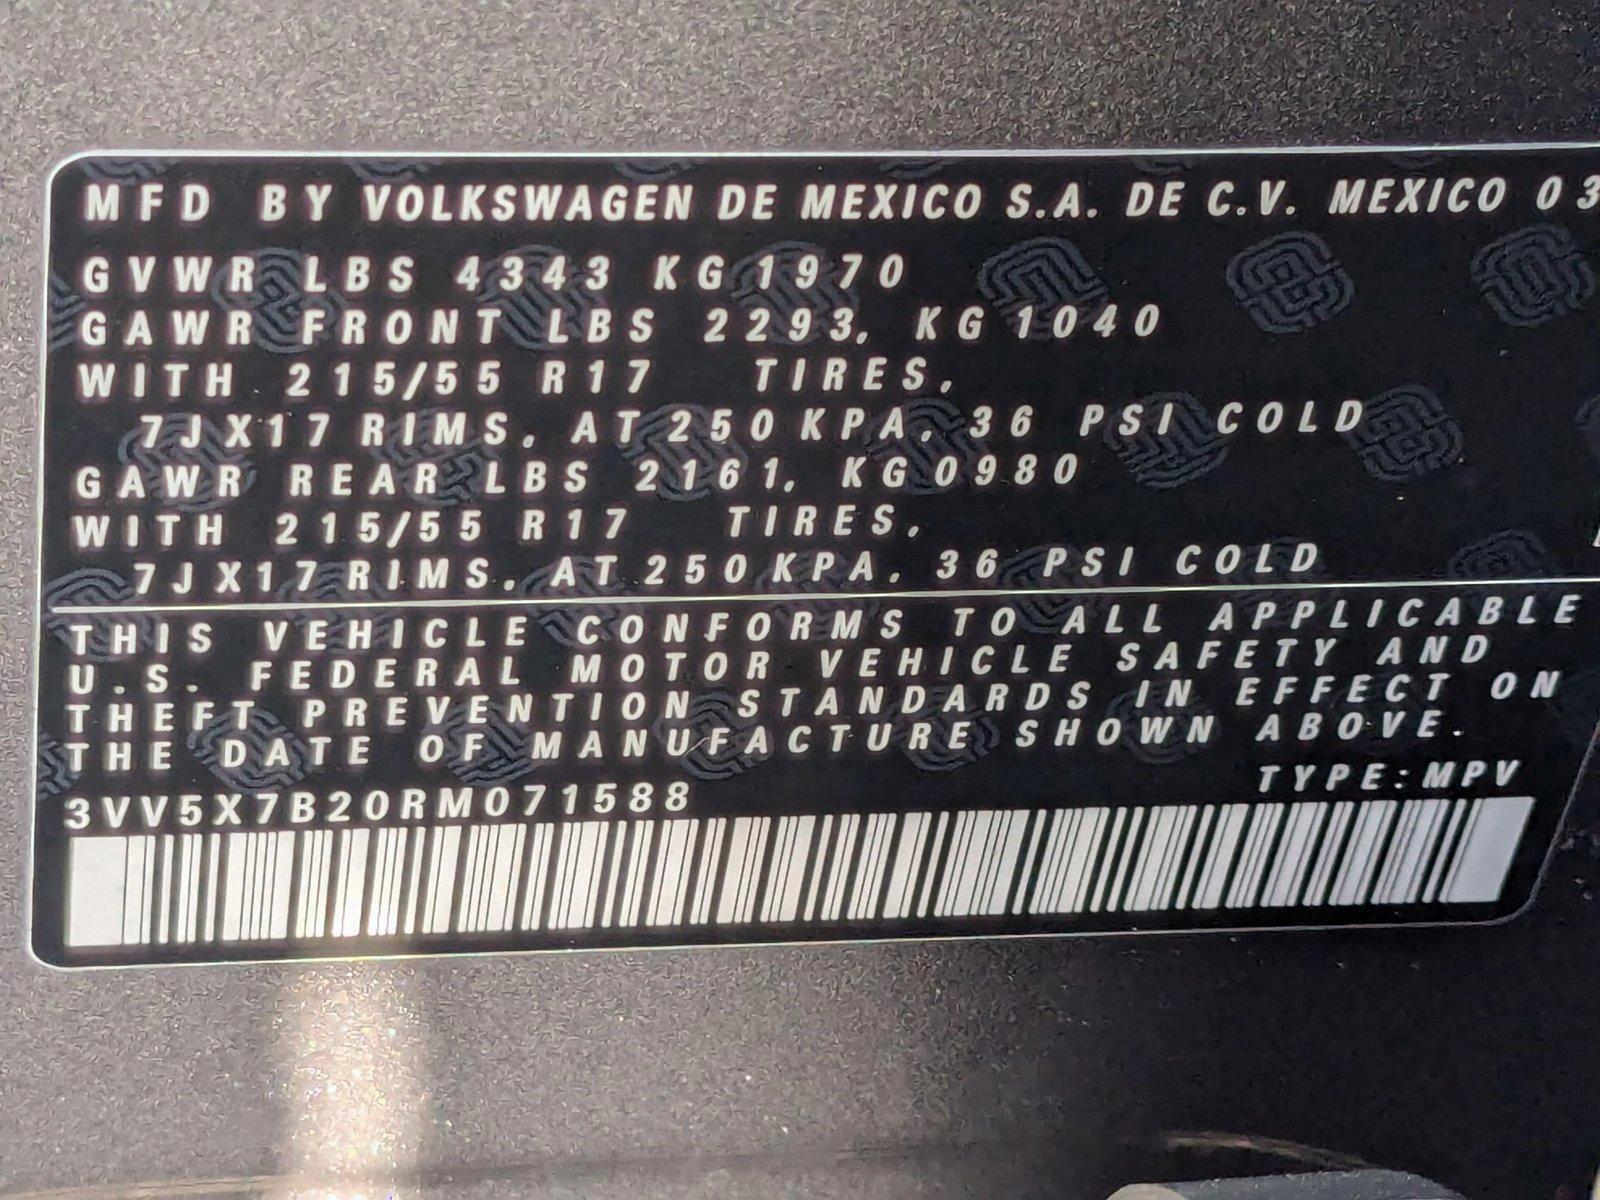 MFD BY VOLKSWAGEN DE MEXICO S.A. DE C.V. MEXICO 03
GVWR LBS 4343 KG 1970
GAWR FRONT LBS 2293, KG 1040
WITH 215/55 R17 TIRES,
7JX17 RIMS, AT 250 KPA, 36 PSI COLD
GAWR REAR LBS 2161, KG 0980
WITH 215/55 R17 TIRES,
7JX17 RIMS, AT 250 KPA, 36 PSI COLD
THIS VEHICLE CONFORMS TO ALL APPLICABLE
U.S. FEDERAL MOTOR VEHICLE SAFETY AND
THEFT PREVENTION STANDARDS IN EFFECT ON
THE DATE OF MANUFACTURE SHOWN ABOVE.
3VV5X7B20RM071588 TYPE:MPV